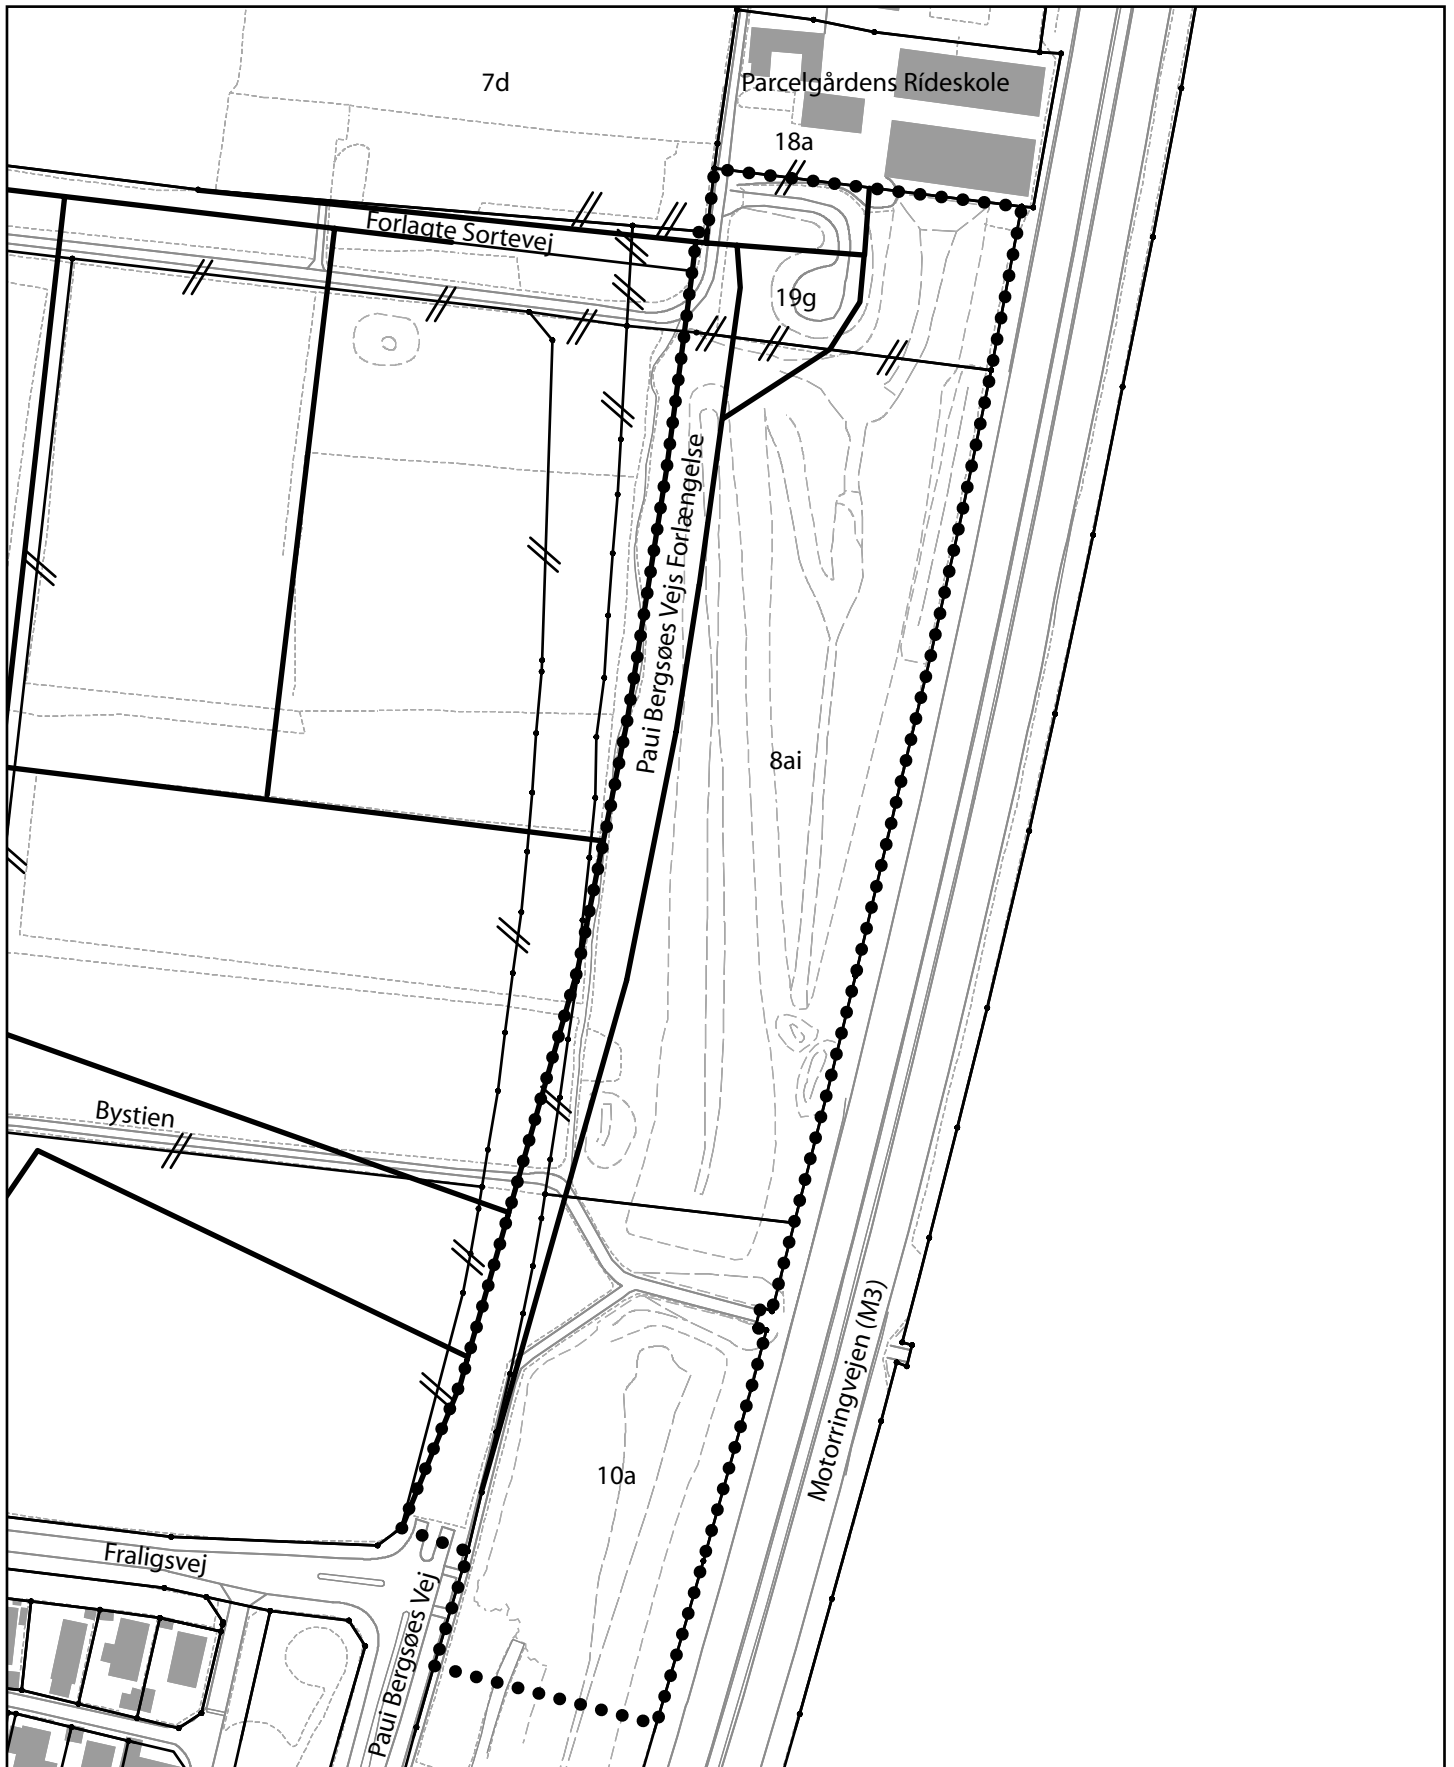 7d
Parcelgårdens Rídeskole
18a
Forlagte Sortevej
19g
Paui Bergsøes Vejs Forlængelse
8ai
Bystien
Motorringvejen (M3)
10a
Fraligsvej
Paui Bergsøes Vej